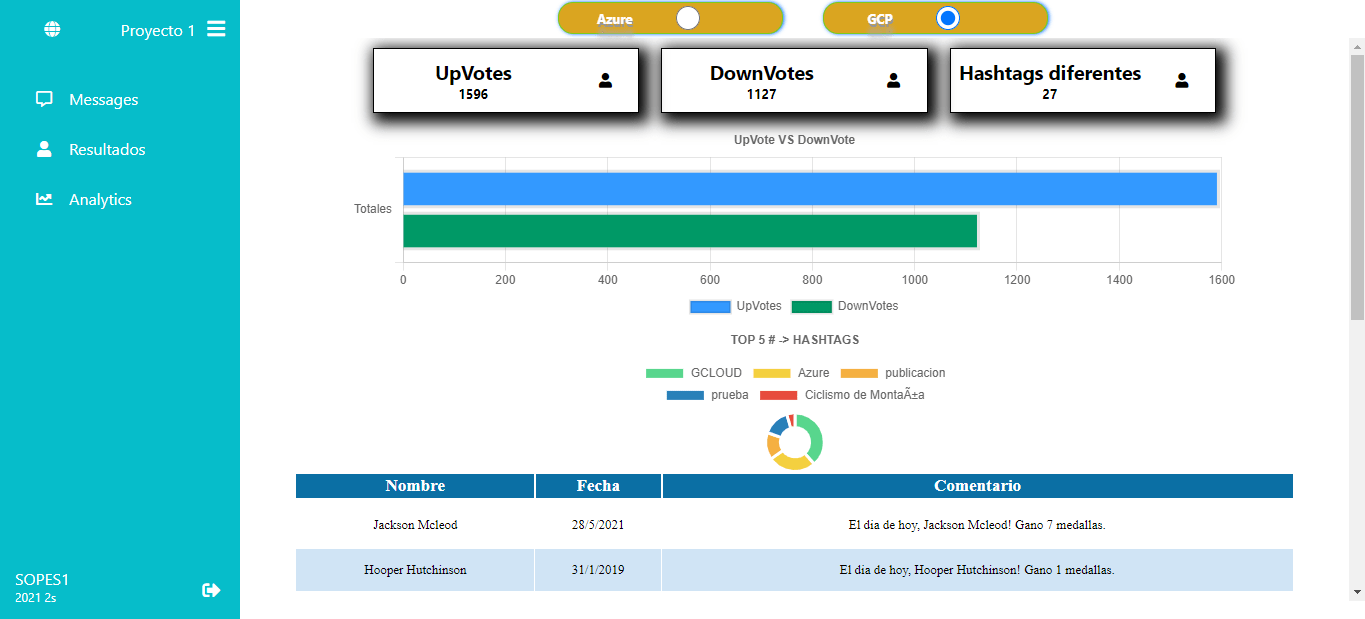 Proyecto 1
Messages
Resultados
Analytics
SOPES1
2021 2s
Azure
GCP
UpVotes
1596
DownVotes
1127
Hashtags diferentes
27
UpVote VS DownVote
Totales
0 200 400 600 800 1000 1200 1400 1600
UpVotes DownVotes
TOP 5 # -> HASHTAGS
GCLOUD Azure publicacion
prueba Ciclismo de MontaÃ±a
Nombre Fecha Comentario
Jackson Mcleod 28/5/2021 El dia de hoy, Jackson Mcleod! Gano 7 medallas.
Hooper Hutchinson 31/1/2019 El dia de hoy, Hooper Hutchinson! Gano 1 medallas.